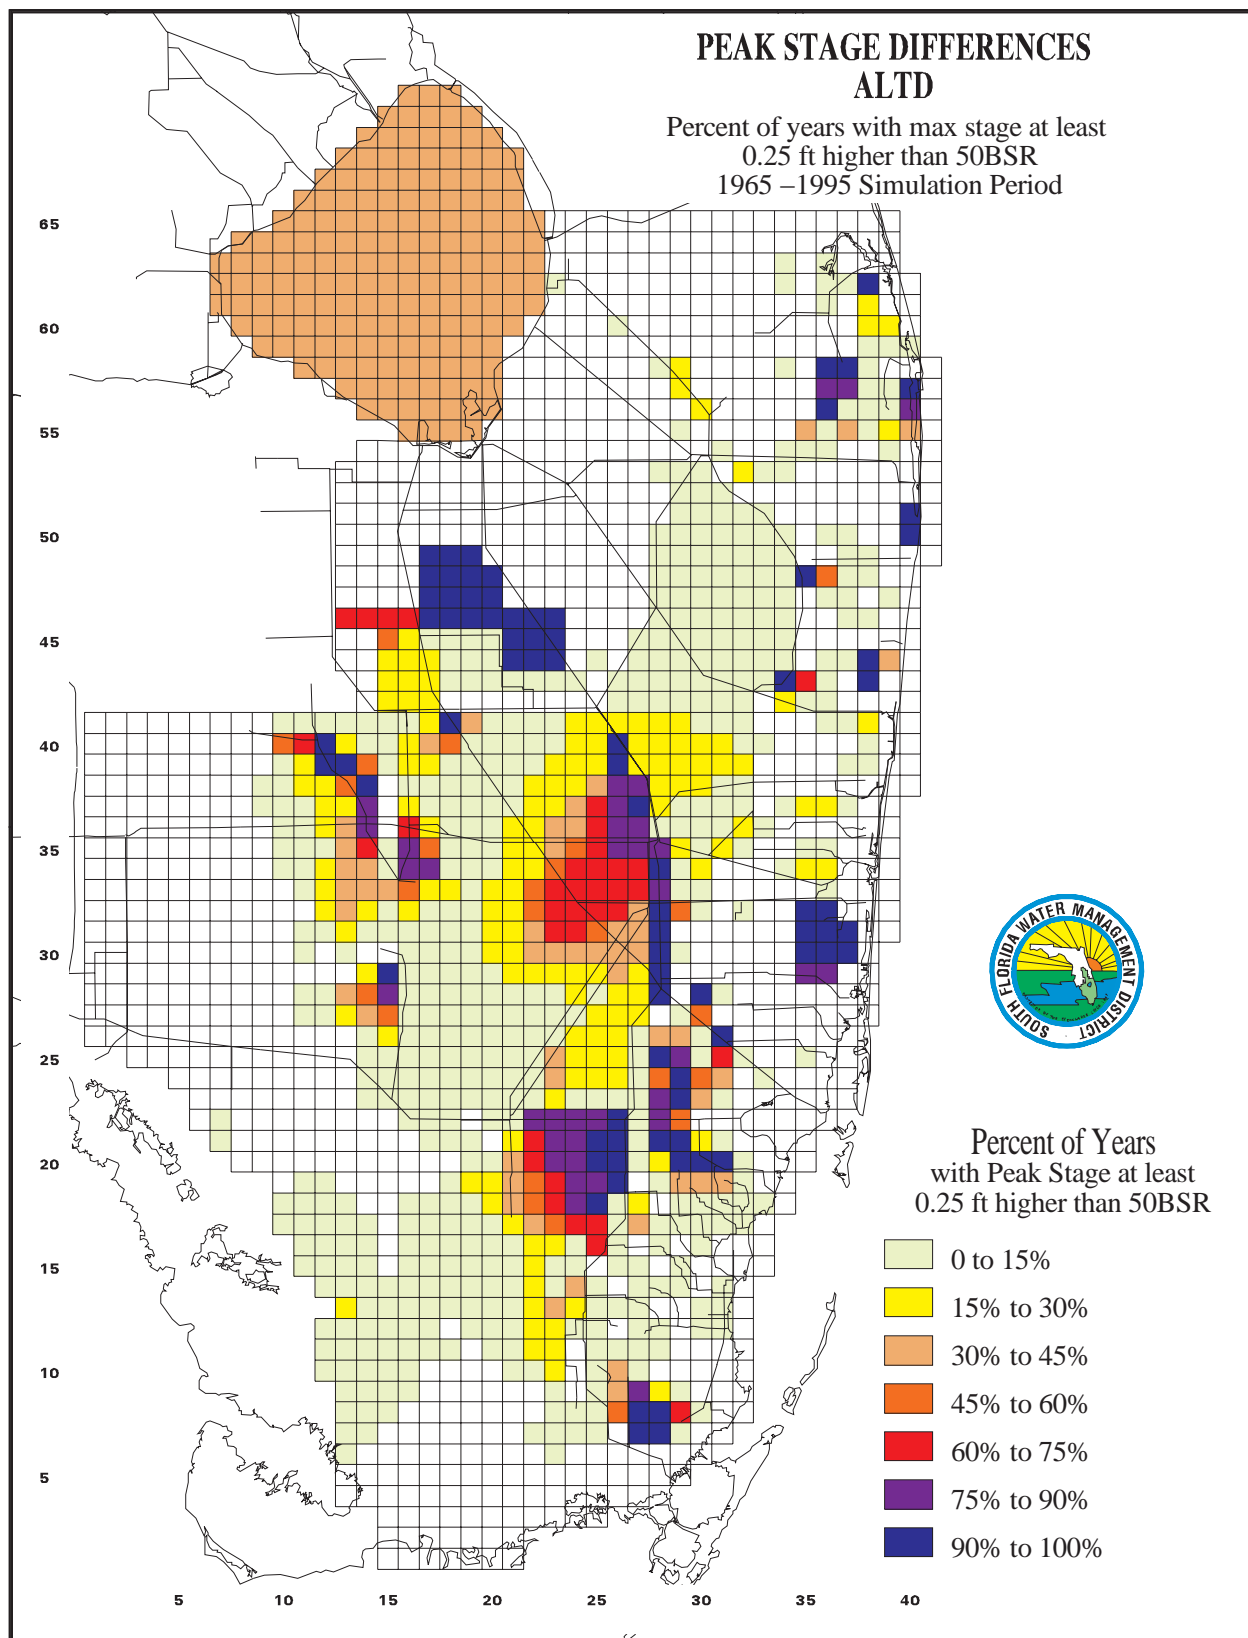 PEAK STAGE DIFFERENCES
ALTD
Percent of years with max stage at least
0.25 ft higher than 50BSR
1965 –1995 Simulation Period
65
60
55
50
45
40
35
30
25
20
15
10
5
5 10 15 20 25 30 35 40
SOUTH FLORIDA WATER MANAGEMENT DISTRICT
Percent of Years
with Peak Stage at least
0.25 ft higher than 50BSR
0 to 15%
15% to 30%
30% to 45%
45% to 60%
60% to 75%
75% to 90%
90% to 100%
“